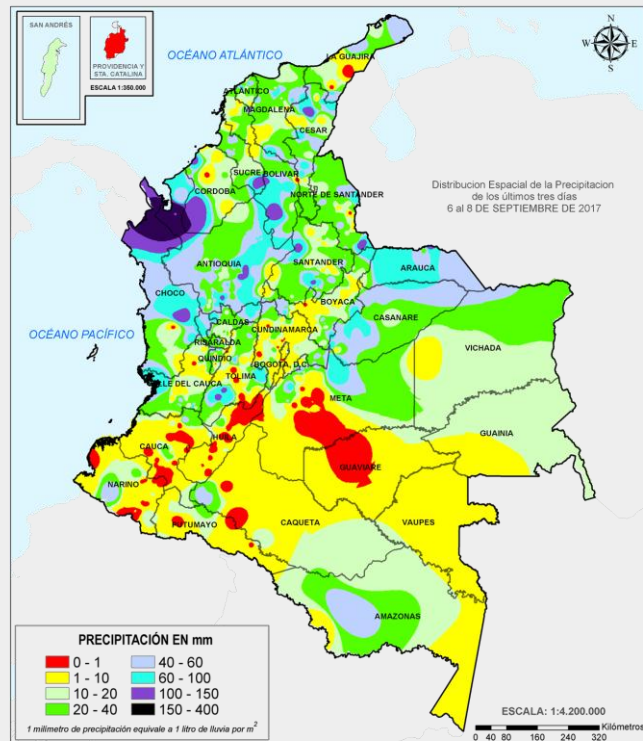 SAN ANDRÉS
PROVIDENCIA Y
STA. CATALINA
ESCALA 1:350.000
OCÉANO ATLÁNTICO
N
W E
S
LA GUAJIRA
ATLÁNTICO
MAGDALENA
CESAR
SUCRE
BOLIVAR
CORDOBA
NORTE DE SANTANDER
Distribucion Espacial de la Precipitacion
de los últimos tres días
6 al 8 DE SEPTIEMBRE DE 2017
ANTIOQUIA
SANTANDER
ARAUCA
CHOCO
BOYACA
OCÉANO PACÍFICO
CALDAS
CUNDINAMARCA
CASANARE
RISARALDA
VICHADA
QUINDIO
BOGOTÁ, D.C.
TOLIMA
VALLE DEL CAUCA
META
GUAINIA
CAUCA
HUILA
GUAVIARE
NARIÑO
PUTUMAYO
CAQUETA
VAUPES
AMAZONAS
PRECIPITACIÓN EN mm
0 - 1
40 - 60
1 - 10
60 - 100
10 - 20
100 - 150
20 - 40
150 - 400
1 milimetro de precipitación equivale a 1 litro de lluvia por m²
ESCALA: 1:4.200.000
Kilómetros
0 40 80 160 240 320